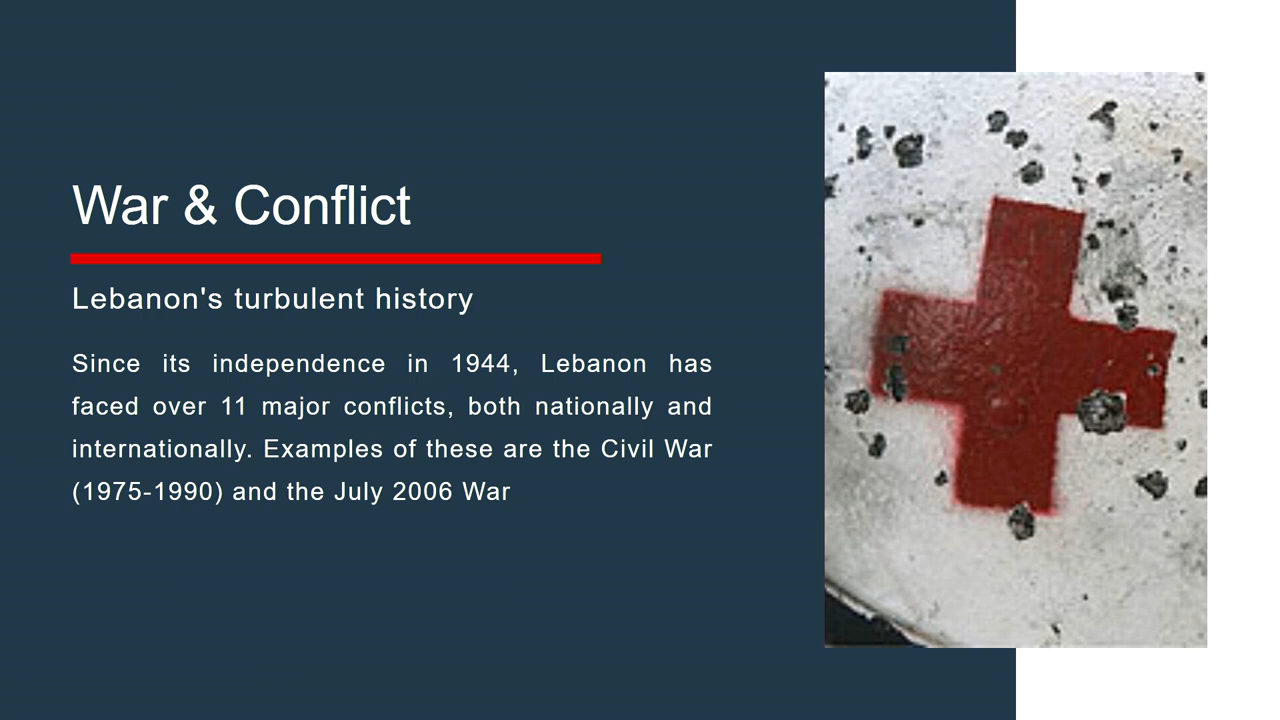 War & Conflict
Lebanon's turbulent history
Since its independence in 1944, Lebanon has
faced over 11 major conflicts, both nationally and
internationally. Examples of these are the Civil War
(1975-1990) and the July 2006 War